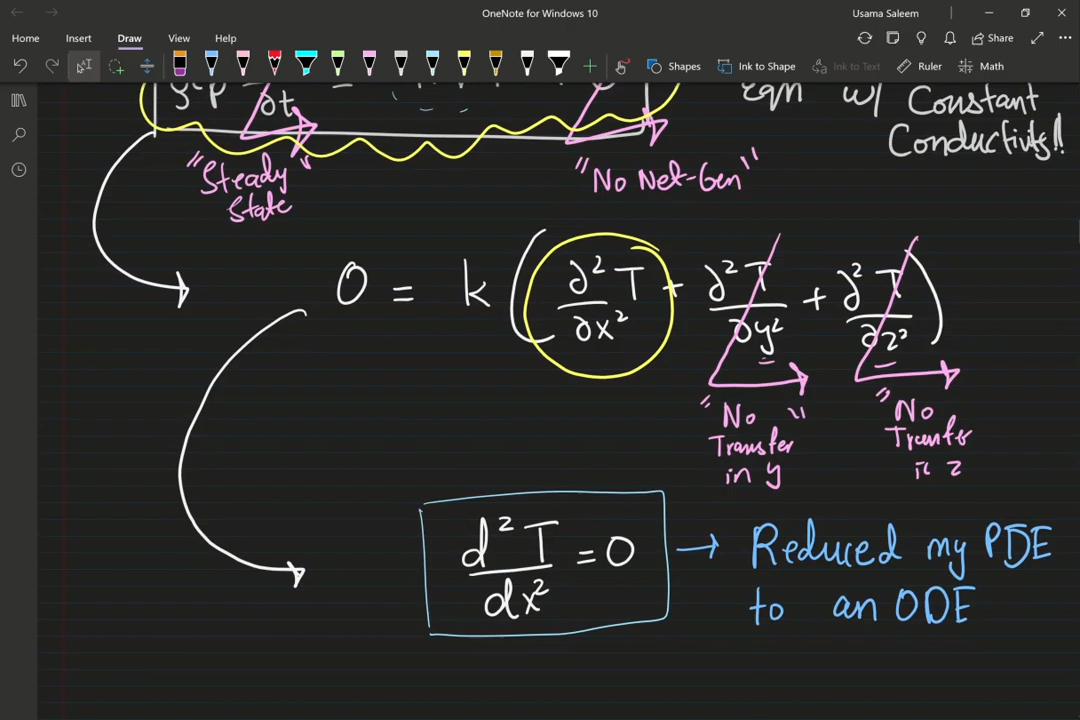 OneNote for Windows 10
Usama Saleem
Home Insert Draw View Help
Share
Shapes Ink to Shape Ink to Text Ruler Math
∂t =
Eqn w/ Constant
Conductivity!!
"Steady
State"
"No Net-Gen"
0 = k ( ∂²T/∂x² + ∂²T/∂y² + ∂²T/∂z² )
"No"
Transfer
in y
"No
Transfer
in z
d²T/dx² = 0 → Reduced my PDE
to an ODE